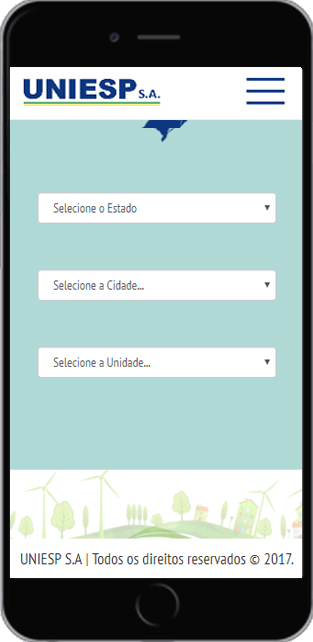 UNIESP S.A.
Selecione o Estado
Selecione a Cidade...
Selecione a Unidade...
UNIESP S.A | Todos os direitos reservados © 2017.